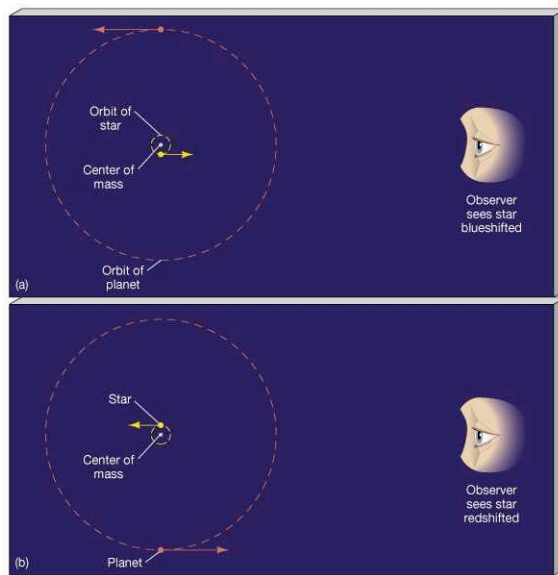 Orbit of
star
Center of
mass
Observer
sees star
blueshifted
Orbit of
planet
(a)
Star
Center of
mass
Observer
sees star
redshifted
(b)
Planet